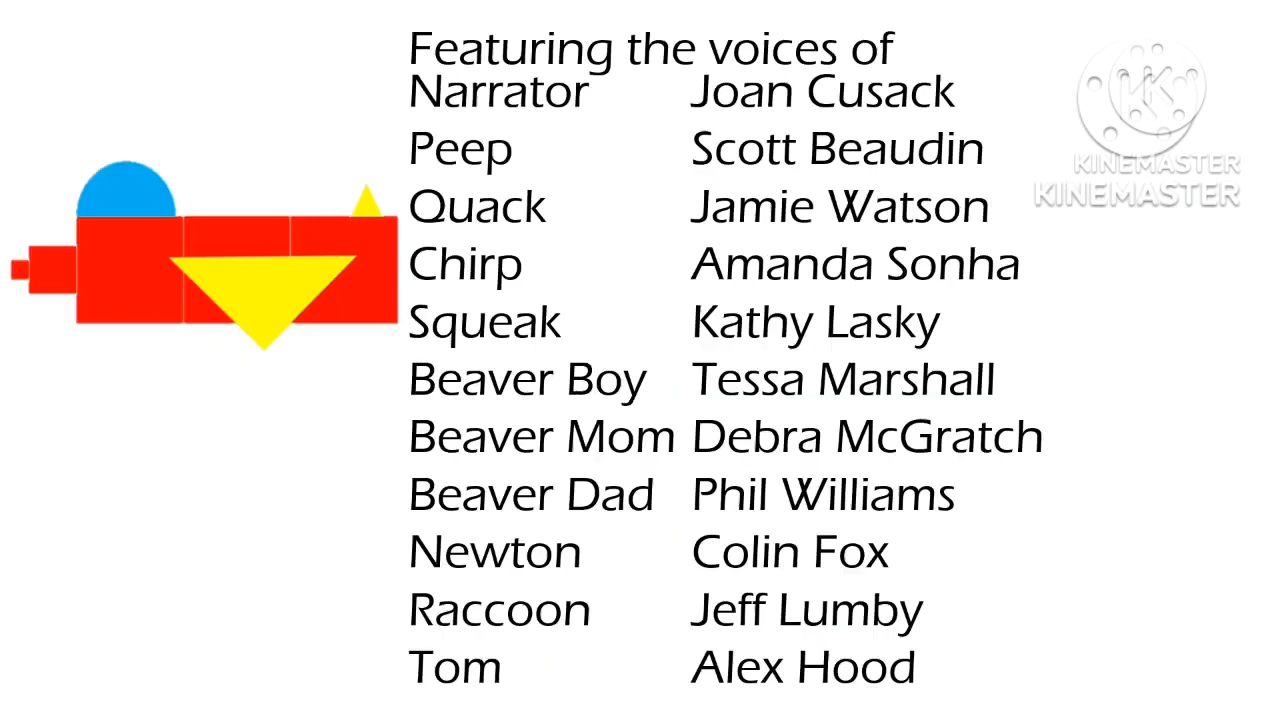 Featuring the voices of
Narrator Joan Cusack
Peep Scott Beaudin
Quack Jamie Watson
Chirp Amanda Sonha
Squeak Kathy Lasky
Beaver Boy Tessa Marshall
Beaver Mom Debra McGratch
Beaver Dad Phil Williams
Newton Colin Fox
Raccoon Jeff Lumby
Tom Alex Hood
KINEMASTER
KINEMASTER